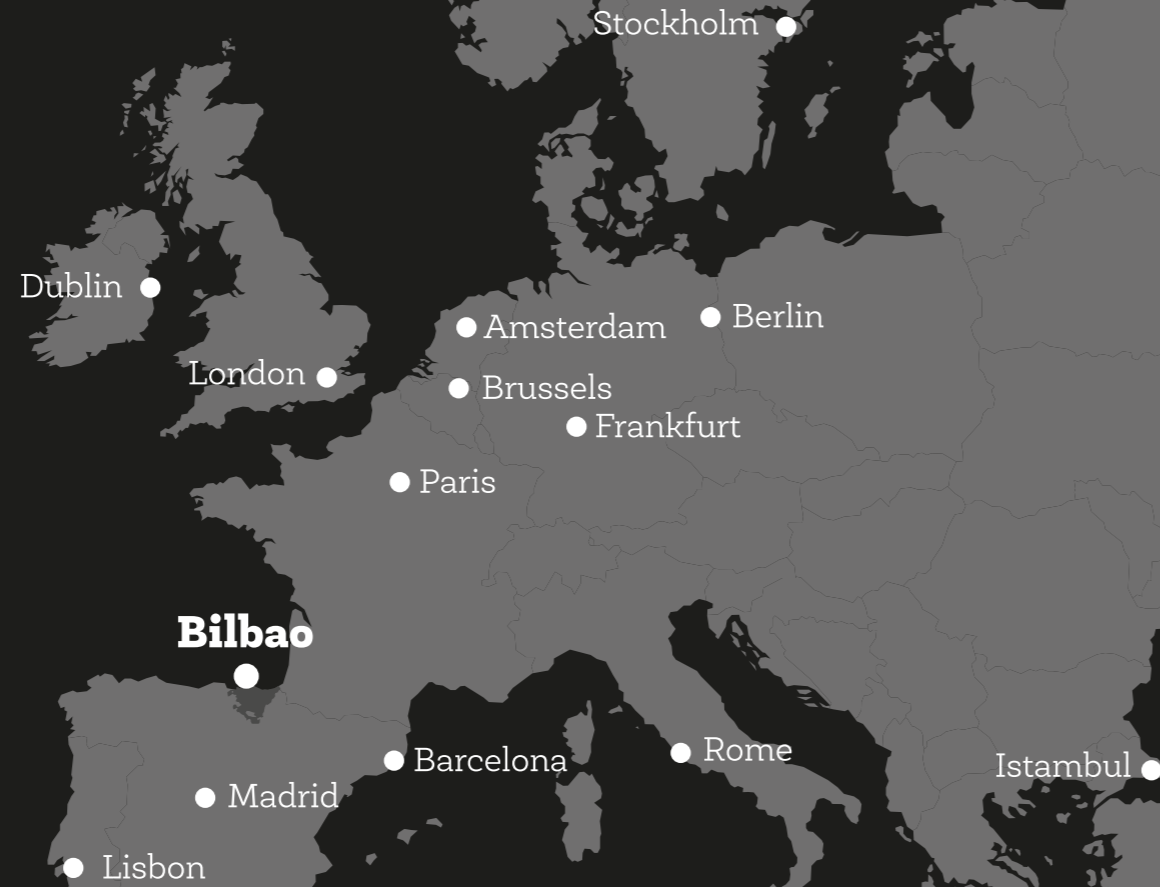 Stockholm
Dublin
Amsterdam
Berlin
London
Brussels
Frankfurt
Paris
Bilbao
Barcelona
Rome
Istambul
Madrid
Lisbon